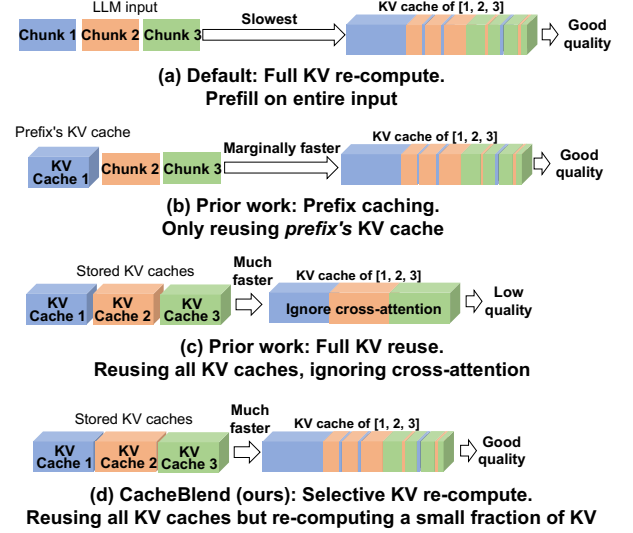 LLM input
Chunk 1 Chunk 2 Chunk 3
Slowest
KV cache of [1, 2, 3]
Good
quality
(a) Default: Full KV re-compute.
Prefill on entire input
Prefix's KV cache
KV
Cache 1
Chunk 2 Chunk 3
Marginally faster
KV cache of [1, 2, 3]
Good
quality
(b) Prior work: Prefix caching.
Only reusing prefix's KV cache
Stored KV caches
KV
Cache 1
KV
Cache 2
KV
Cache 3
Much
faster
KV cache of [1, 2, 3]
Ignore cross-attention
Low
quality
(c) Prior work: Full KV reuse.
Reusing all KV caches, ignoring cross-attention
Stored KV caches
KV
Cache 1
KV
Cache 2
KV
Cache 3
Much
faster
KV cache of [1, 2, 3]
Good
quality
(d) CacheBlend (ours): Selective KV re-compute.
Reusing all KV caches but re-computing a small fraction of KV